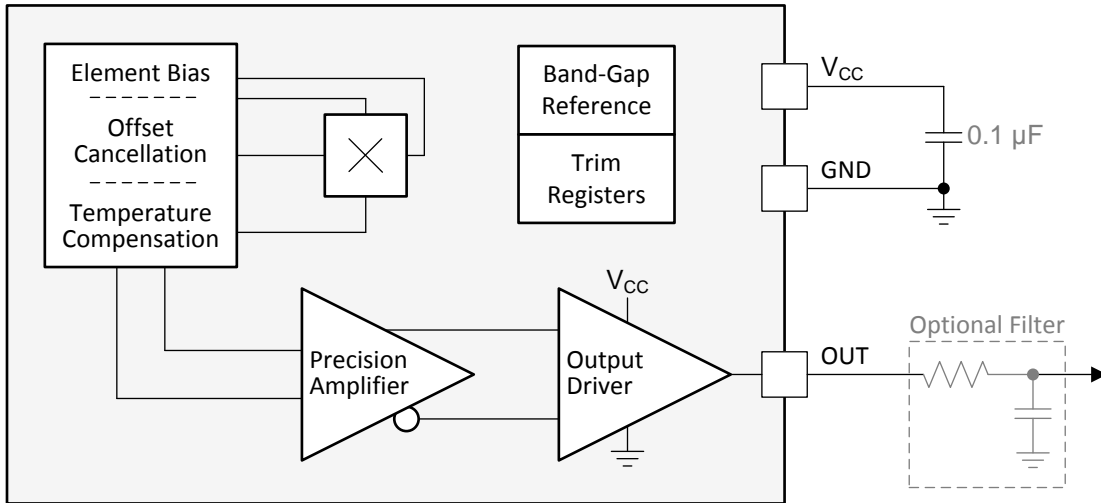 Element Bias
Offset
Cancellation
Temperature
Compensation
Band-Gap
Reference
Trim
Registers
VCC
0.1 µF
GND
Precision
Amplifier
VCC
Output
Driver
OUT
Optional Filter